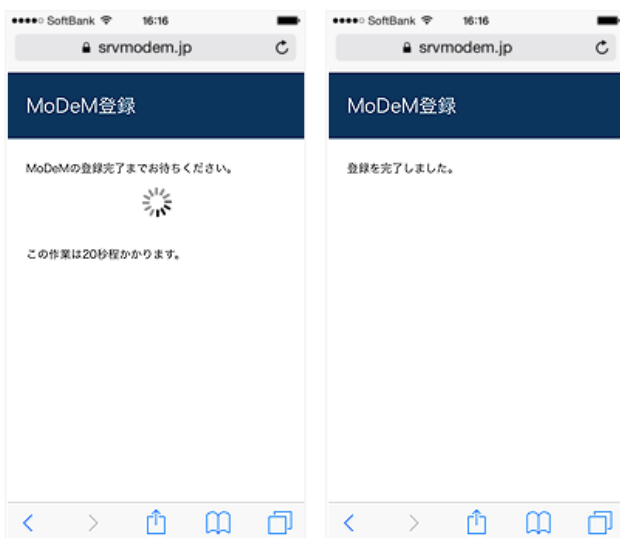 SoftBank 16:16
srvmodem.jp
MoDeM登録
MoDeMの登録完了までお待ちください。
この作業は20秒程かかります。
SoftBank 16:16
srvmodem.jp
MoDeM登録
登録を完了しました。